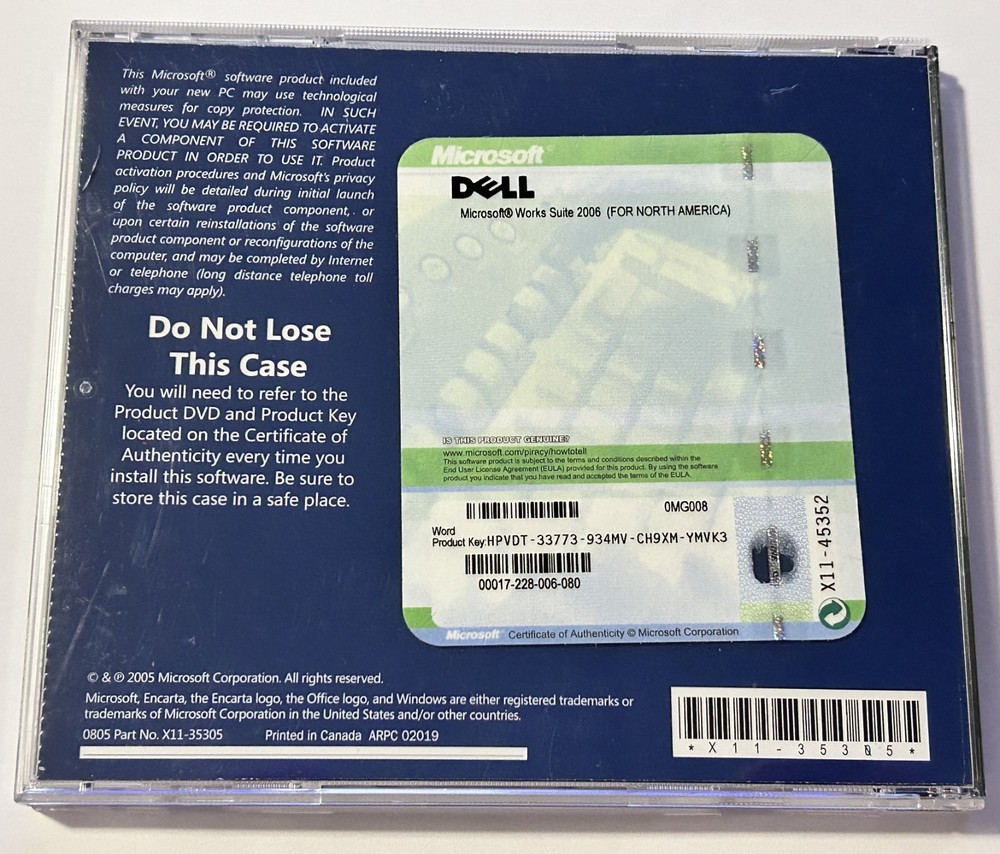 This Microsoft® software product included
with your new PC may use technological
measures for copy protection. IN SUCH
EVENT, YOU MAY BE REQUIRED TO ACTIVATE
A COMPONENT OF THIS SOFTWARE
PRODUCT IN ORDER TO USE IT. Product
activation procedures and Microsoft's privacy
policy will be detailed during initial launch
of the software product component, or
upon certain reinstallations of the software
product component or reconfigurations of the
computer, and may be completed by Internet
or telephone (long distance telephone toll
charges may apply).
Do Not Lose
This Case
You will need to refer to the
Product DVD and Product Key
located on the Certificate of
Authenticity every time you
install this software. Be sure to
store this case in a safe place.
Microsoft®
DELL
Microsoft® Works Suite 2006 (FOR NORTH AMERICA)
IS THIS PRODUCT GENUINE?
www.microsoft.com/piracy/howtotell
This software product is subject to the terms and conditions described within the
End User License Agreement (EULA) provided for this product. By using the software
product you indicate that you have read and accepted the terms of the EULA.
0MG008
Word
Product Key:HPVDT-33773-934MV-CH9XM-YMVK3
00017-228-006-080
X11-45352
Microsoft® Certificate of Authenticity © Microsoft Corporation
© & ℗ 2005 Microsoft Corporation. All rights reserved.
Microsoft, Encarta, the Encarta logo, the Office logo, and Windows are either registered trademarks or
trademarks of Microsoft Corporation in the United States and/or other countries.
0805 Part No. X11-35305 Printed in Canada ARPC 02019
*X11-35305*